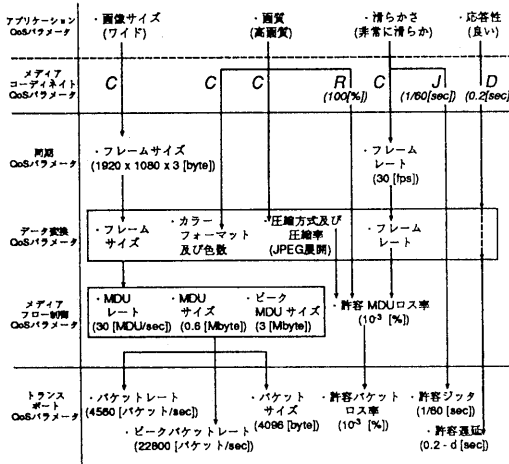 アプリケーション
QoSパラメータ
・画像サイズ
(ワイド)
・画質
(高画質)
・滑らかさ
(非常に滑らか)
・応答性
(良い)
メディア
コーディネイト
QoSパラメータ
C
C
C
R
(100[%])
C
J
(1/60[sec])
D
(0.2[sec])
同期
QoSパラメータ
・フレームサイズ
(1920 x 1080 x 3 [byte])
・フレーム
レート
(30 [fps])
データ変換
QoSパラメータ
・フレーム
サイズ
・カラー
フォーマット
及び色数
・圧縮方式及び
圧縮率
(JPEG展開)
・フレーム
レート
メディア
フロー制御
QoSパラメータ
・MDU
レート
(30 [MDU/sec])
・MDU
サイズ
(0.6 [Mbyte])
・ピーク
MDU サイズ
(3 [Mbyte])
・許容 MDUロス率
(10-3 [%])
トランス
ポート
QoSパラメータ
・パケットレート
(4560 [パケット/sec])
・ピークパケットレート
(22800 [パケット/sec])
・パケット
サイズ
(4096 [byte])
・許容パケット
ロス率
(10-3 [%])
・許容ジッタ
(1/60 [sec])
・許容遅延
(0.2 - d [sec])